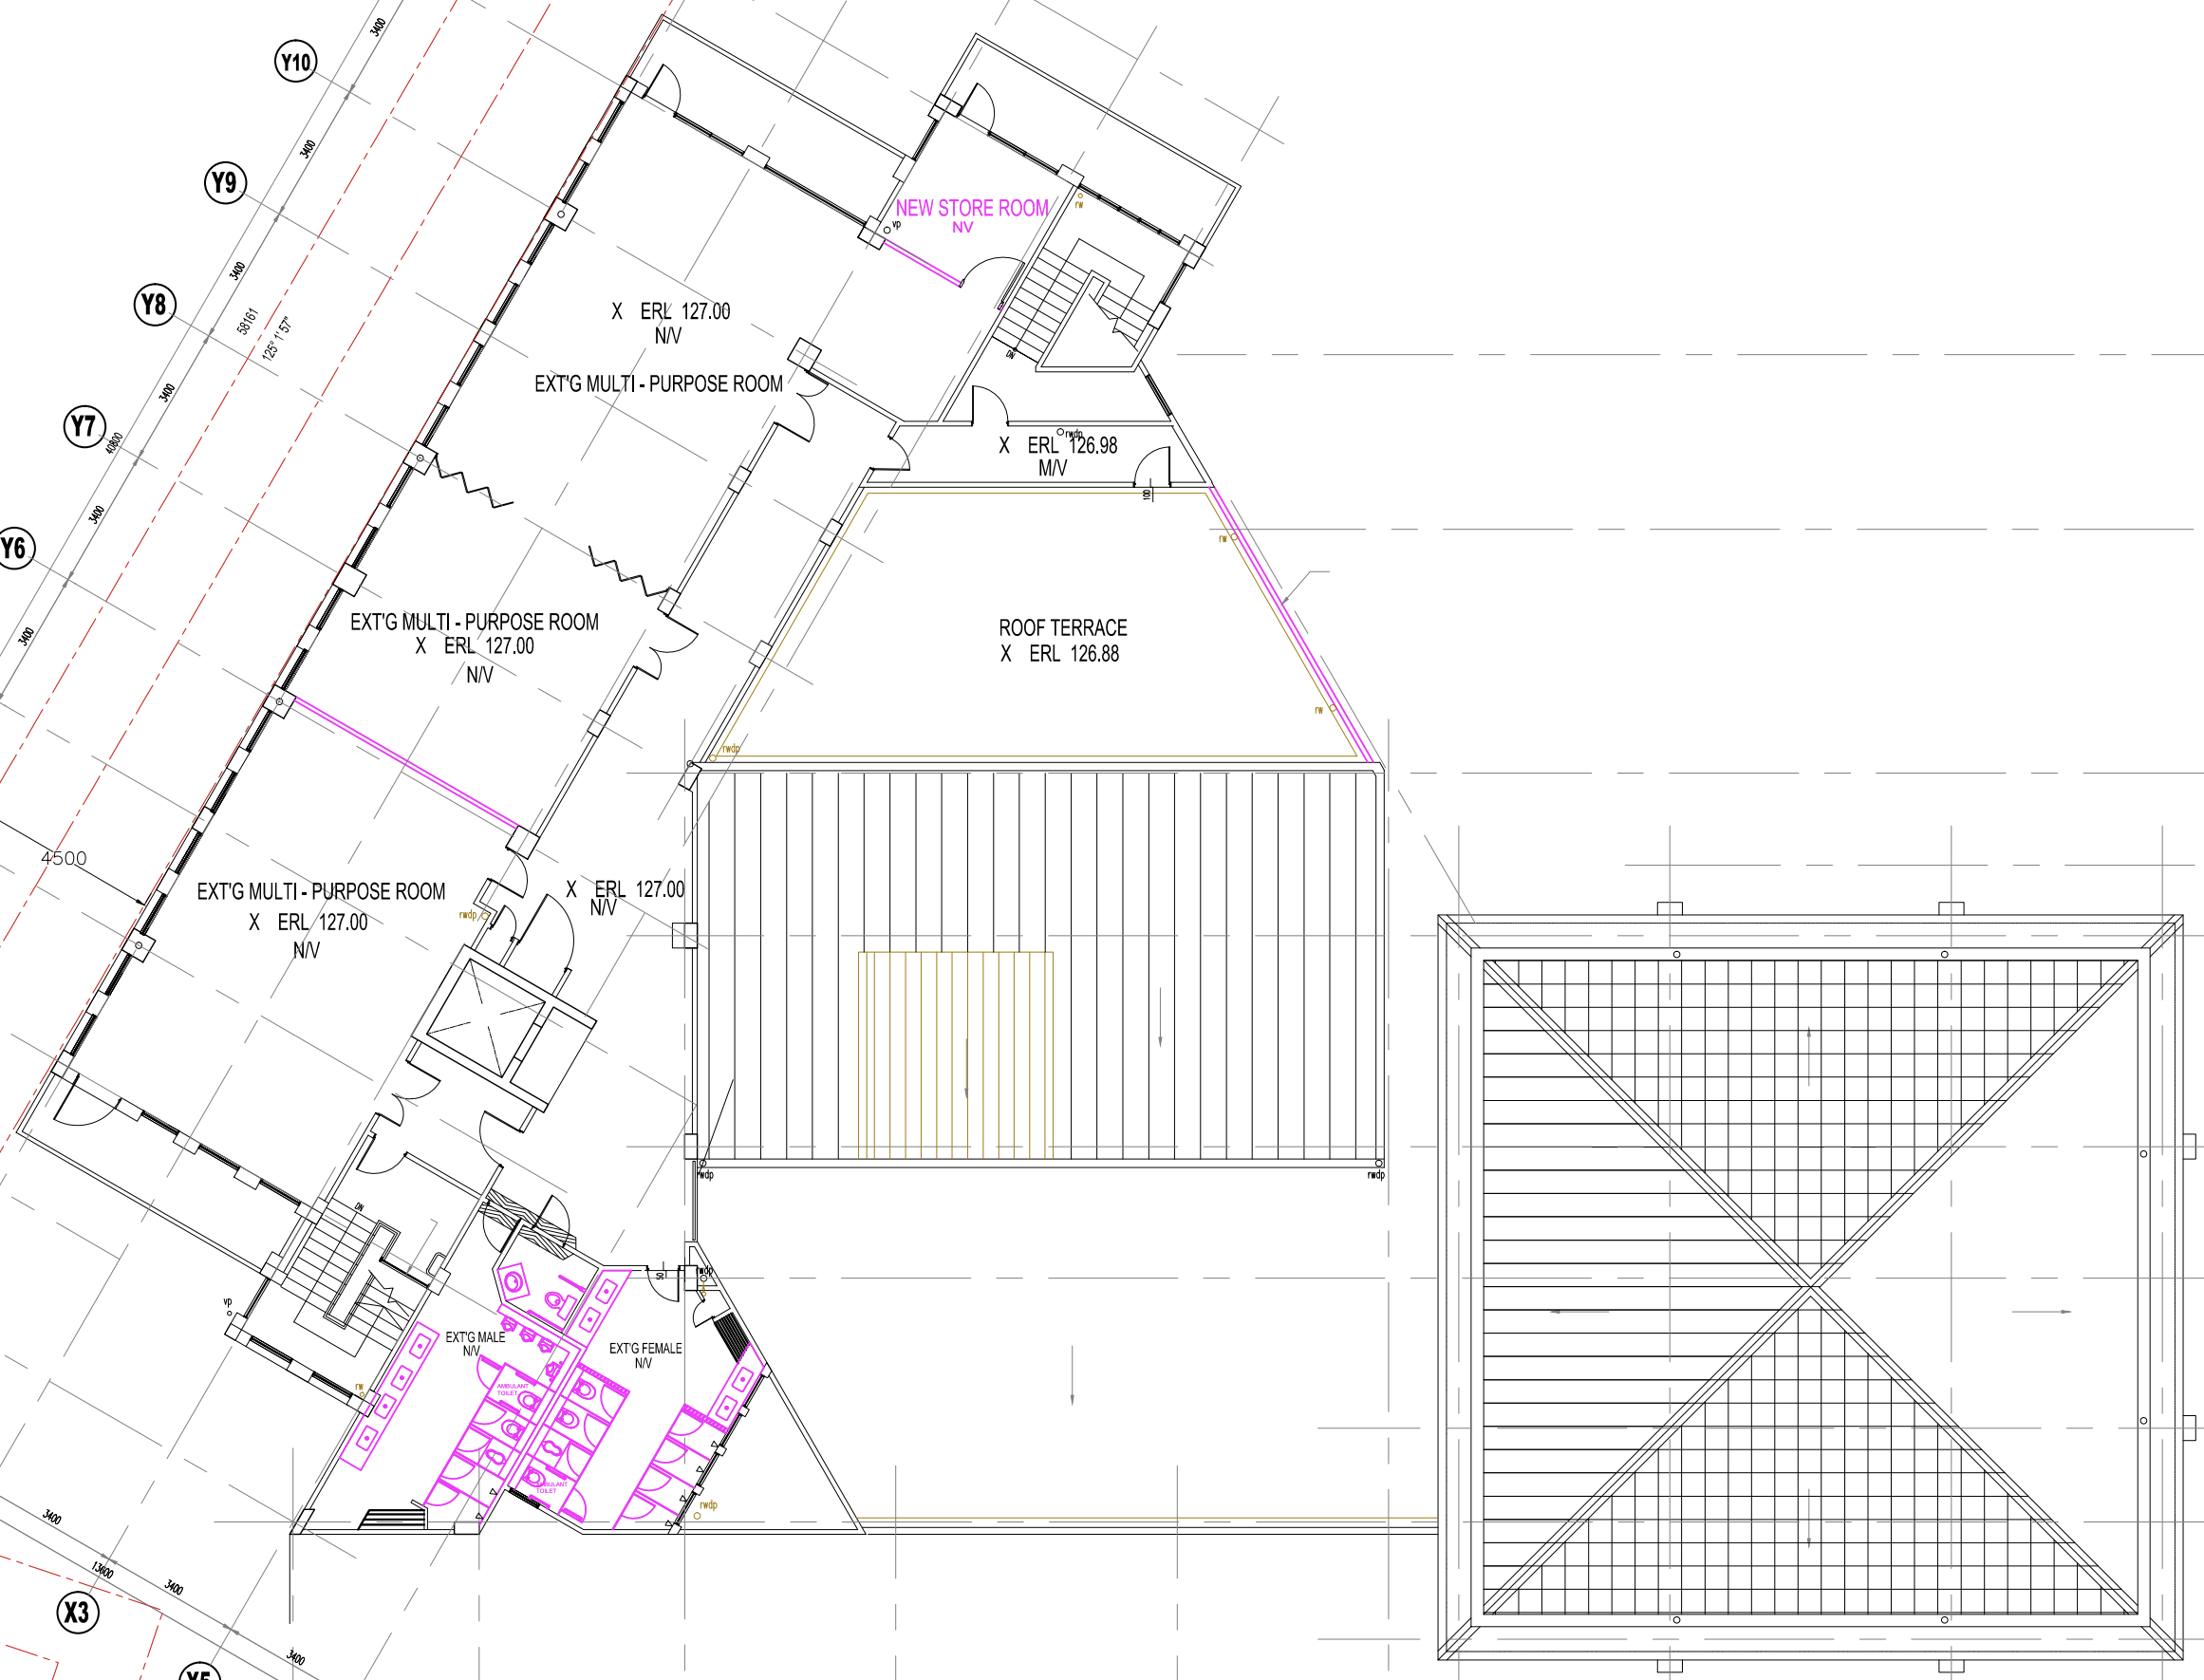 3400
Y10
3400
Y9
NEW STORE ROOM
NV
rw
vp
3400
Y8
58161
125° 1' 57"
X ERL 127.00
N/V
DN
EXT'G MULTI - PURPOSE ROOM
3400
Y7
40800
rwdp
X ERL 126.98
M/V
100
3400
Y6
rw
EXT'G MULTI - PURPOSE ROOM
X ERL 127.00
N/V
ROOF TERRACE
X ERL 126.88
3400
rw
rwdp
4500
EXT'G MULTI - PURPOSE ROOM
X ERL 127.00
N/V
X ERL 127.00
N/V
rwdp
rwdp
rwdp
DN
rwdp
50
vp
EXT'G MALE
N/V
EXT'G FEMALE
N/V
rw
AMBULANT
TOILET
AMBULANT
TOILET
rwdp
3400
13600
3400
X3
3400
X5